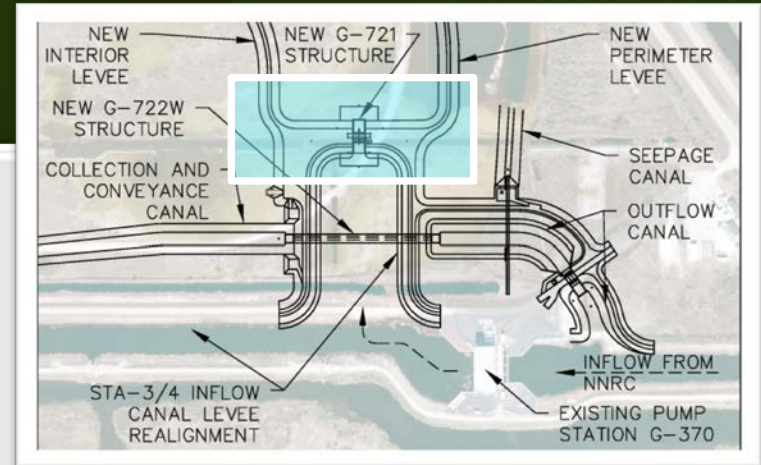 NEW
INTERIOR
LEVEE
NEW G-721
STRUCTURE
NEW
PERIMETER
LEVEE
NEW G-722W
STRUCTURE
COLLECTION AND
CONVEYANCE
CANAL
SEEPAGE
CANAL
OUTFLOW
CANAL
STA-3/4 INFLOW
CANAL LEVEE
REALIGNMENT
INFLOW FROM
NNRC
EXISTING PUMP
STATION G-370